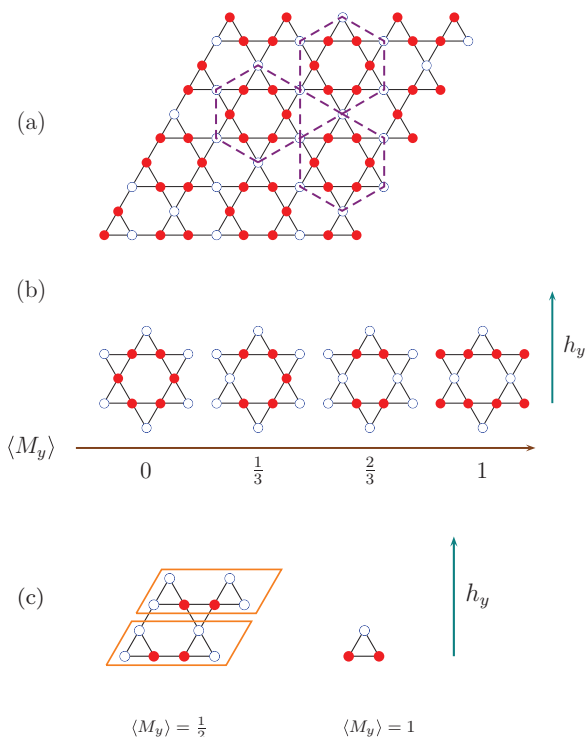 (a)
(b)
h_y
⟨M_y⟩
0 1/3 2/3 1
(c)
h_y
⟨M_y⟩ = 1/2 ⟨M_y⟩ = 1